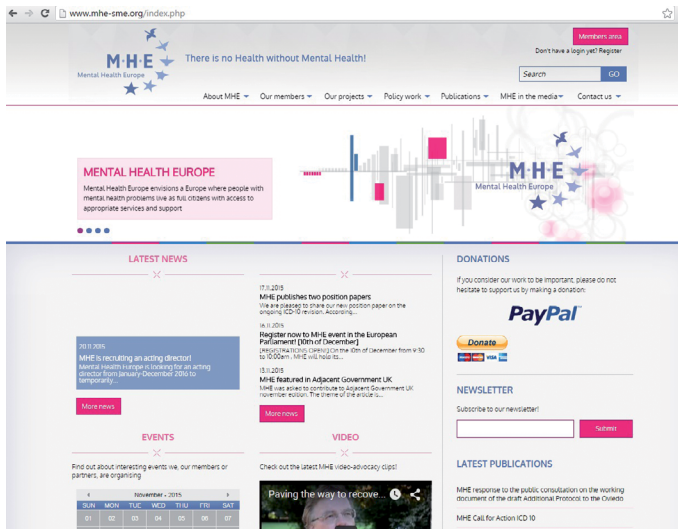 www.mhe-sme.org/index.php
Members area
Don't have a login yet? Register
M·H·E
Mental Health Europe
There is no Health without Mental Health!
Search
GO
About MHE
Our members
Our projects
Policy work
Publications
MHE in the media
Contact us
MENTAL HEALTH EUROPE
Mental Health Europe envisions a Europe where people with
mental health problems live as full citizens with access to
appropriate services and support
M·H·E
Mental Health Europe
LATEST NEWS
20.11.2015
MHE is recruiting an acting director!
Mental Health Europe is looking for an acting
director from January-December 2016 to
temporarily...
More news
17.11.2015
MHE publishes two position papers
We are pleased to share our new position paper on the
ongoing ICD-10 revision. According...
16.11.2015
Register now to MHE event in the European
Parliament! [10th of December]
[REGISTRATIONS OPEN!] On the 10th of December from 9:30
to 10:00am, MHE will hold its...
13.11.2015
MHE featured in Adjacent Government UK
MHE was asked to contribute to Adjacent Government UK
november edition. The theme of the article is...
More news
DONATIONS
If you consider our work to be important, please do not
hesitate to support us by making a donation:
PayPal
Donate
VISA
NEWSLETTER
Subscribe to our newsletter!
Submit
EVENTS
Find out about interesting events we, our members or
partners, are organising
November - 2015
SUN MON TUE WED THU FRI SAT
01 02 03 04 05 06 07
VIDEO
Check out the latest MHE video-advocacy clips!
Paving the way to recove...
LATEST PUBLICATIONS
MHE response to the public consultation on the working
document of the draft Additional Protocol to the Oviedo
MHE Call for Action ICD 10